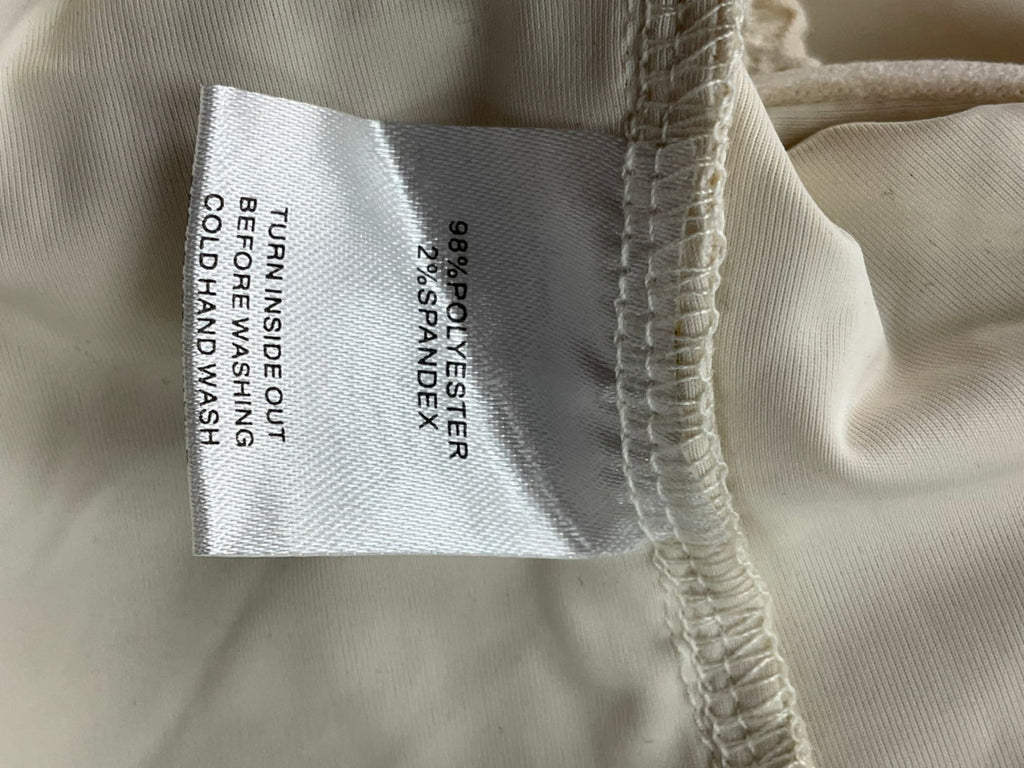 98%POLYESTER
2%SPANDEX
TURN INSIDE OUT
BEFORE WASHING
COLD HAND WASH